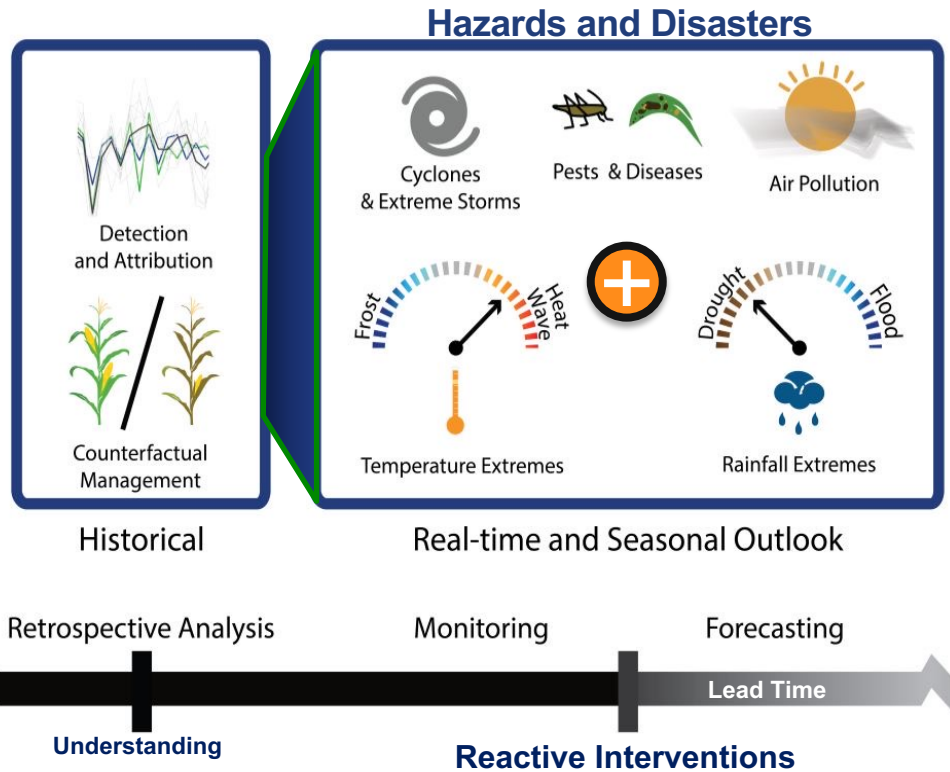 Hazards and Disasters
Detection
and Attribution
Counterfactual
Management
Cyclones
& Extreme Storms
Pests & Diseases
Air Pollution
Frost
Heat
Wave
Temperature Extremes
Drought
Flood
Rainfall Extremes
Historical
Real-time and Seasonal Outlook
Retrospective Analysis
Monitoring
Forecasting
Lead Time
Understanding
Reactive Interventions